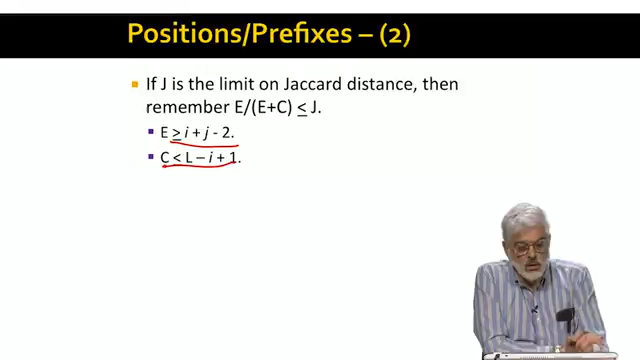 Positions/Prefixes – (2)
If J is the limit on Jaccard distance, then
remember E/(E+C) < J.
E > i + j - 2.
C < L – i + 1.